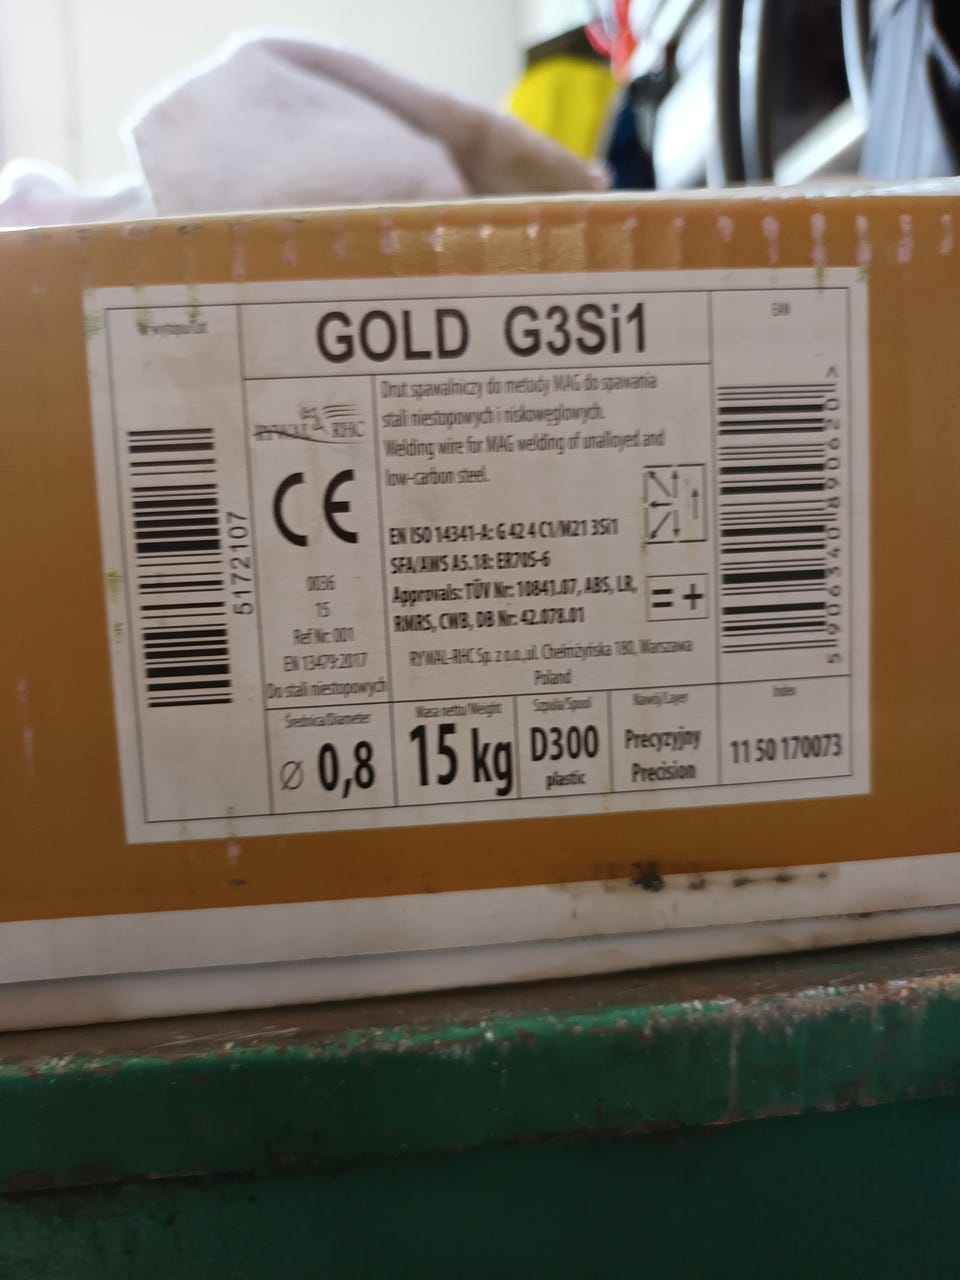 Nr wytopu/Lot
5172107
GOLD G3Si1
EAN
5906340890620>
RYWAL RHC
CE
0036
15
Ref Nr: 001
EN 13479:2017
Do stali niestopowych
Drut spawalniczy do metody MAG do spawania
stali niestopowych i niskowęglowych.
Welding wire for MAG welding of unalloyed and
low-carbon steel.
EN ISO 14341-A: G 42 4 C1/M21 3Si1
SFA/AWS A5.18: ER70S-6
Approvals: TÜV Nr: 10841.07, ABS, LR,
RMRS, CWB, DB Nr: 42.078.01
= +
RYWAL-RHC Sp. z o.o.,ul. Chełmżyńska 180, Warszawa
Poland
Średnica/Diameter
Ø 0,8
Masa netto/Weight
15 kg
Szpula/Spool
D300
plastic
Nawój/Layer
Precyzyjny
Precision
Index
11 50 170073